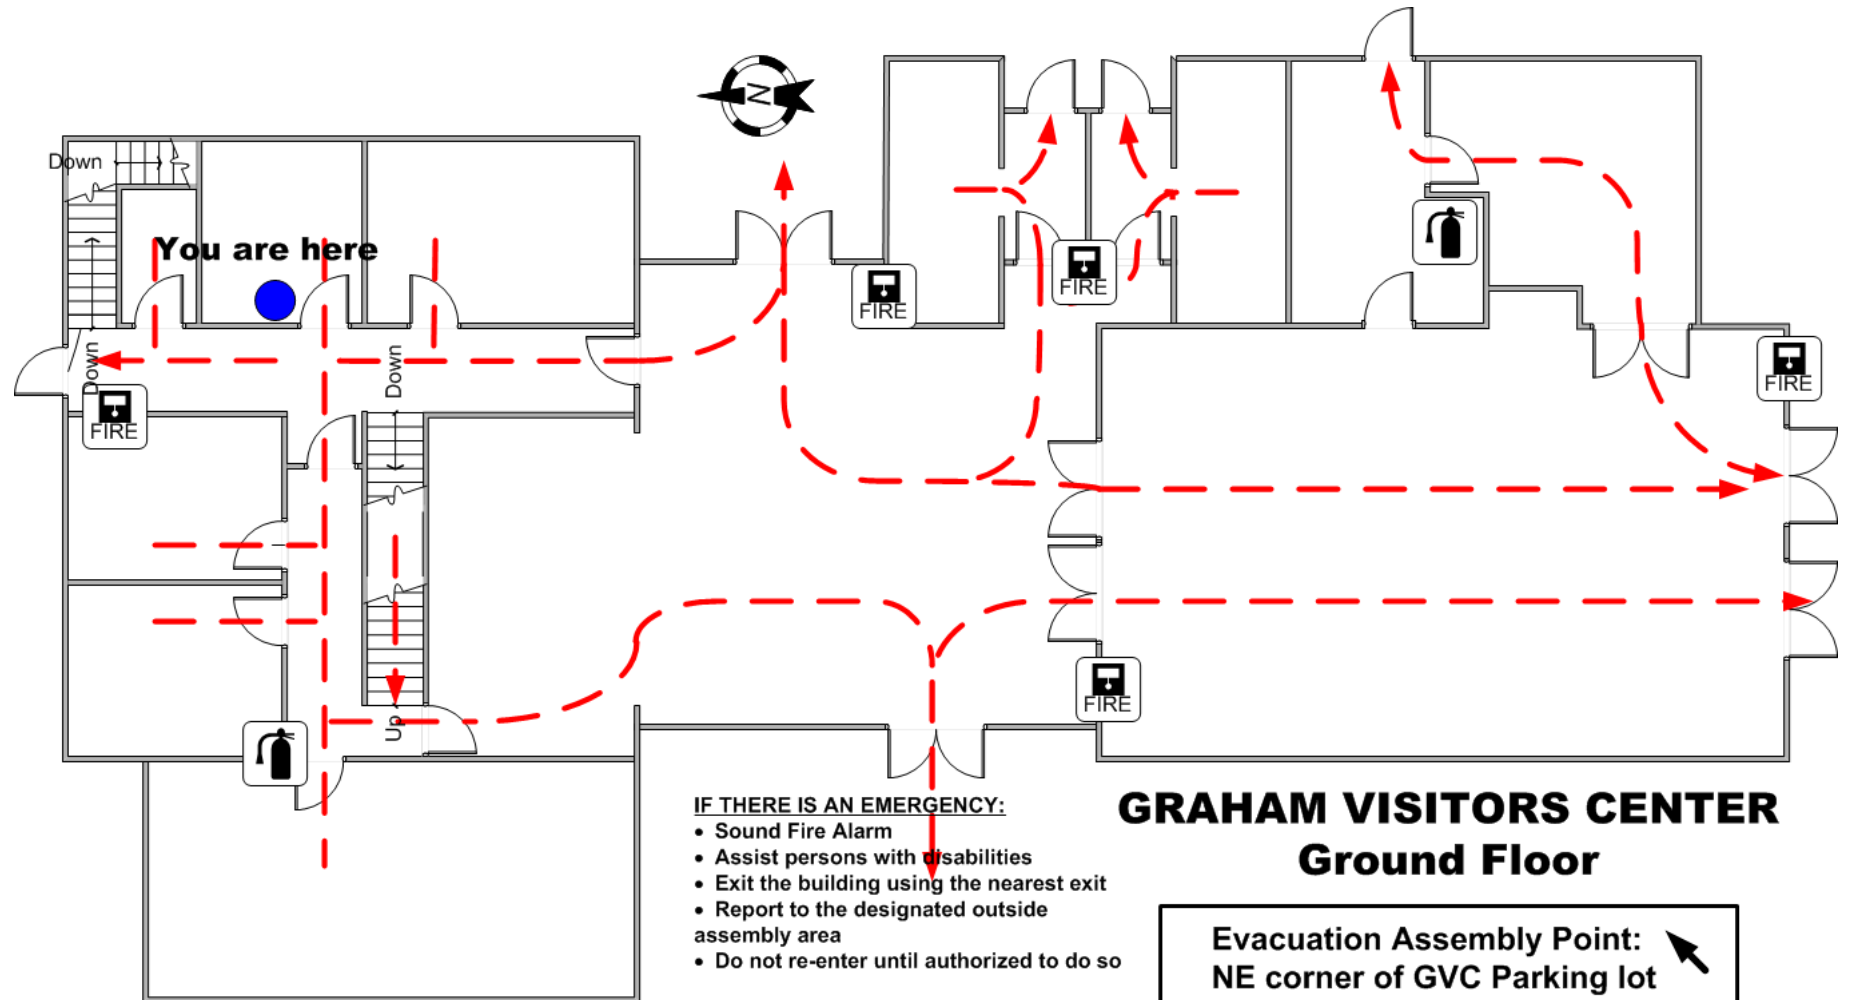 N
Down
You are here
FIRE
FIRE
FIRE
Down
Down
FIRE
Up
FIRE
IF THERE IS AN EMERGENCY:
• Sound Fire Alarm
• Assist persons with disabilities
• Exit the building using the nearest exit
• Report to the designated outside
assembly area
• Do not re-enter until authorized to do so
GRAHAM VISITORS CENTER
Ground Floor
Evacuation Assembly Point:
NE corner of GVC Parking lot